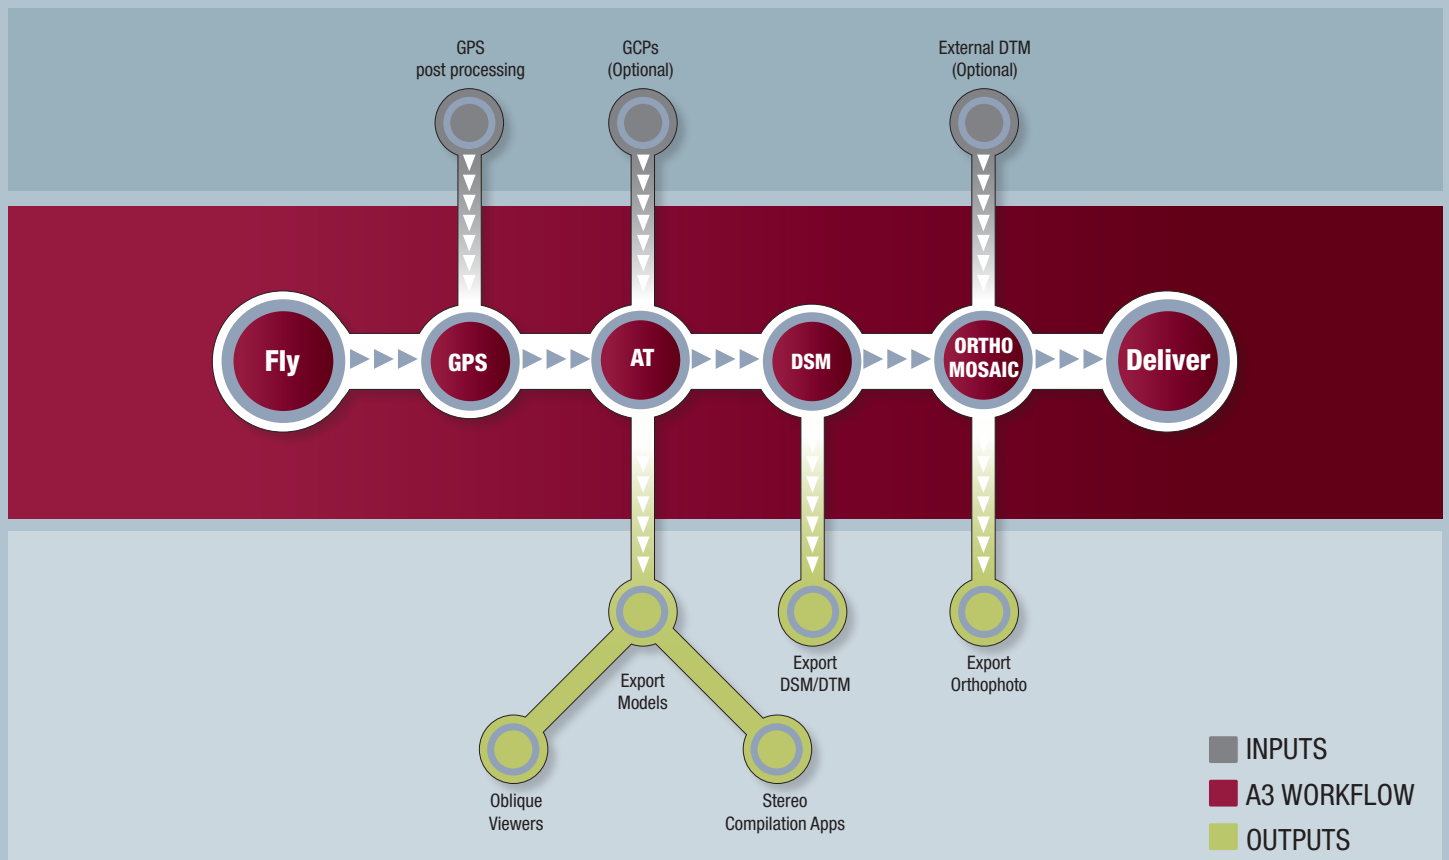 GPS
post processing
GCPs
(Optional)
External DTM
(Optional)
Fly
GPS
AT
DSM
ORTHO
MOSAIC
Deliver
Export
Models
Export
DSM/DTM
Export
Orthophoto
Oblique
Viewers
Stereo
Compilation Apps
INPUTS
A3 WORKFLOW
OUTPUTS